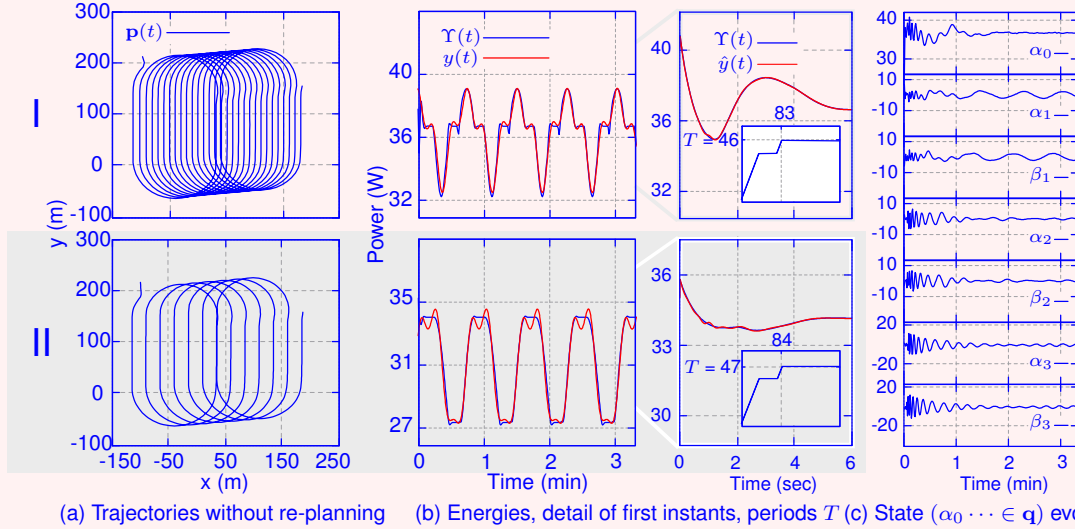 I
II
p(t)
300
200
100
0
-100
y (m)
300
200
100
0
-100
-150 -50 50 150 250
x (m)
Υ(t)
y(t)
39
36
33
Power (W)
35
31
27
0 1 2 3
Time (min)
Υ(t)
ŷ(t)
40
36
32
83
T = 46
36
33
30
84
T = 47
0 2 4 6
Time (sec)
40
30
α0
10
-10
α1
10
-10
β1
10
-10
α2
10
-10
β2
20
-20
α3
20
-20
β3
0 1 2 3
Time (min)
(a) Trajectories without re-planning (b) Energies, detail of first instants, periods T (c) State (α0 ⋯ ∈ q) evo